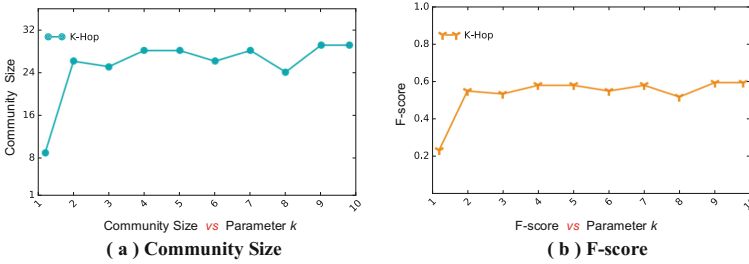 32
24
16
8
1
Community Size
K-Hop
1 2 3 4 5 6 7 8 9 10
Community Size vs Parameter k
( a ) Community Size
1.0
0.8
0.6
0.4
0.2
F-score
K-Hop
1 2 3 4 5 6 7 8 9 10
F-score vs Parameter k
( b ) F-score